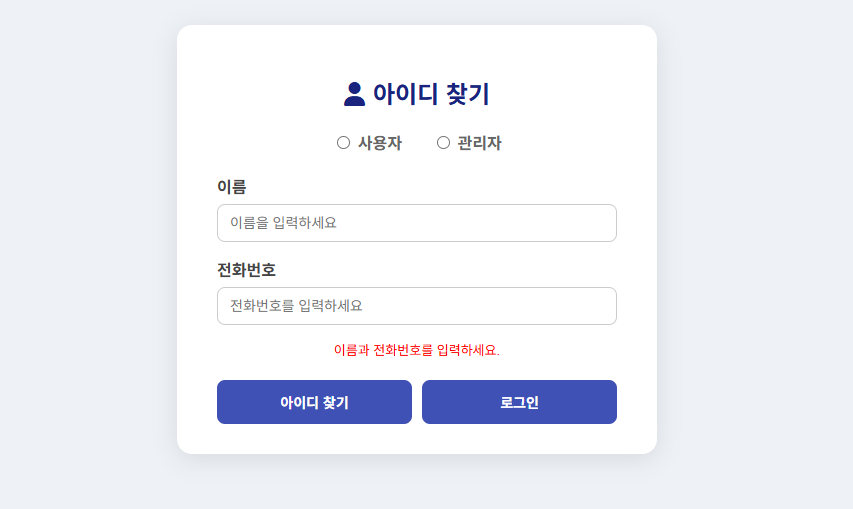 아이디 찾기
사용자 관리자
이름
이름을 입력하세요
전화번호
전화번호를 입력하세요
이름과 전화번호를 입력하세요.
아이디 찾기 로그인